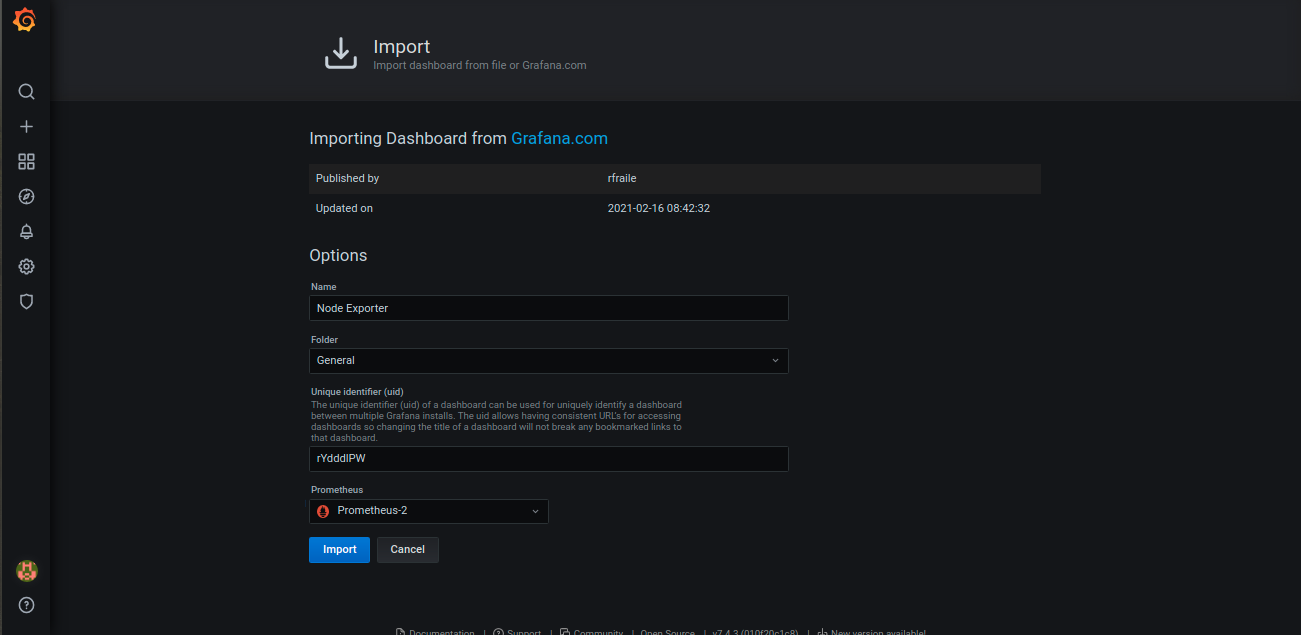 Import
Import dashboard from file or Grafana.com
Importing Dashboard from Grafana.com
Published by rfraile
Updated on 2021-02-16 08:42:32
Options
Name
Node Exporter
Folder
General
Unique identifier (uid)
The unique identifier (uid) of a dashboard can be used for uniquely identify a dashboard
between multiple Grafana installs. The uid allows having consistent URL's for accessing
dashboards so changing the title of a dashboard will not break any bookmarked links to
that dashboard.
rYdddlPW
Prometheus
Prometheus-2
Import Cancel
Documentation | Support | Community | Open Source | v7.4.3 (010f20c1c8) | New version available!